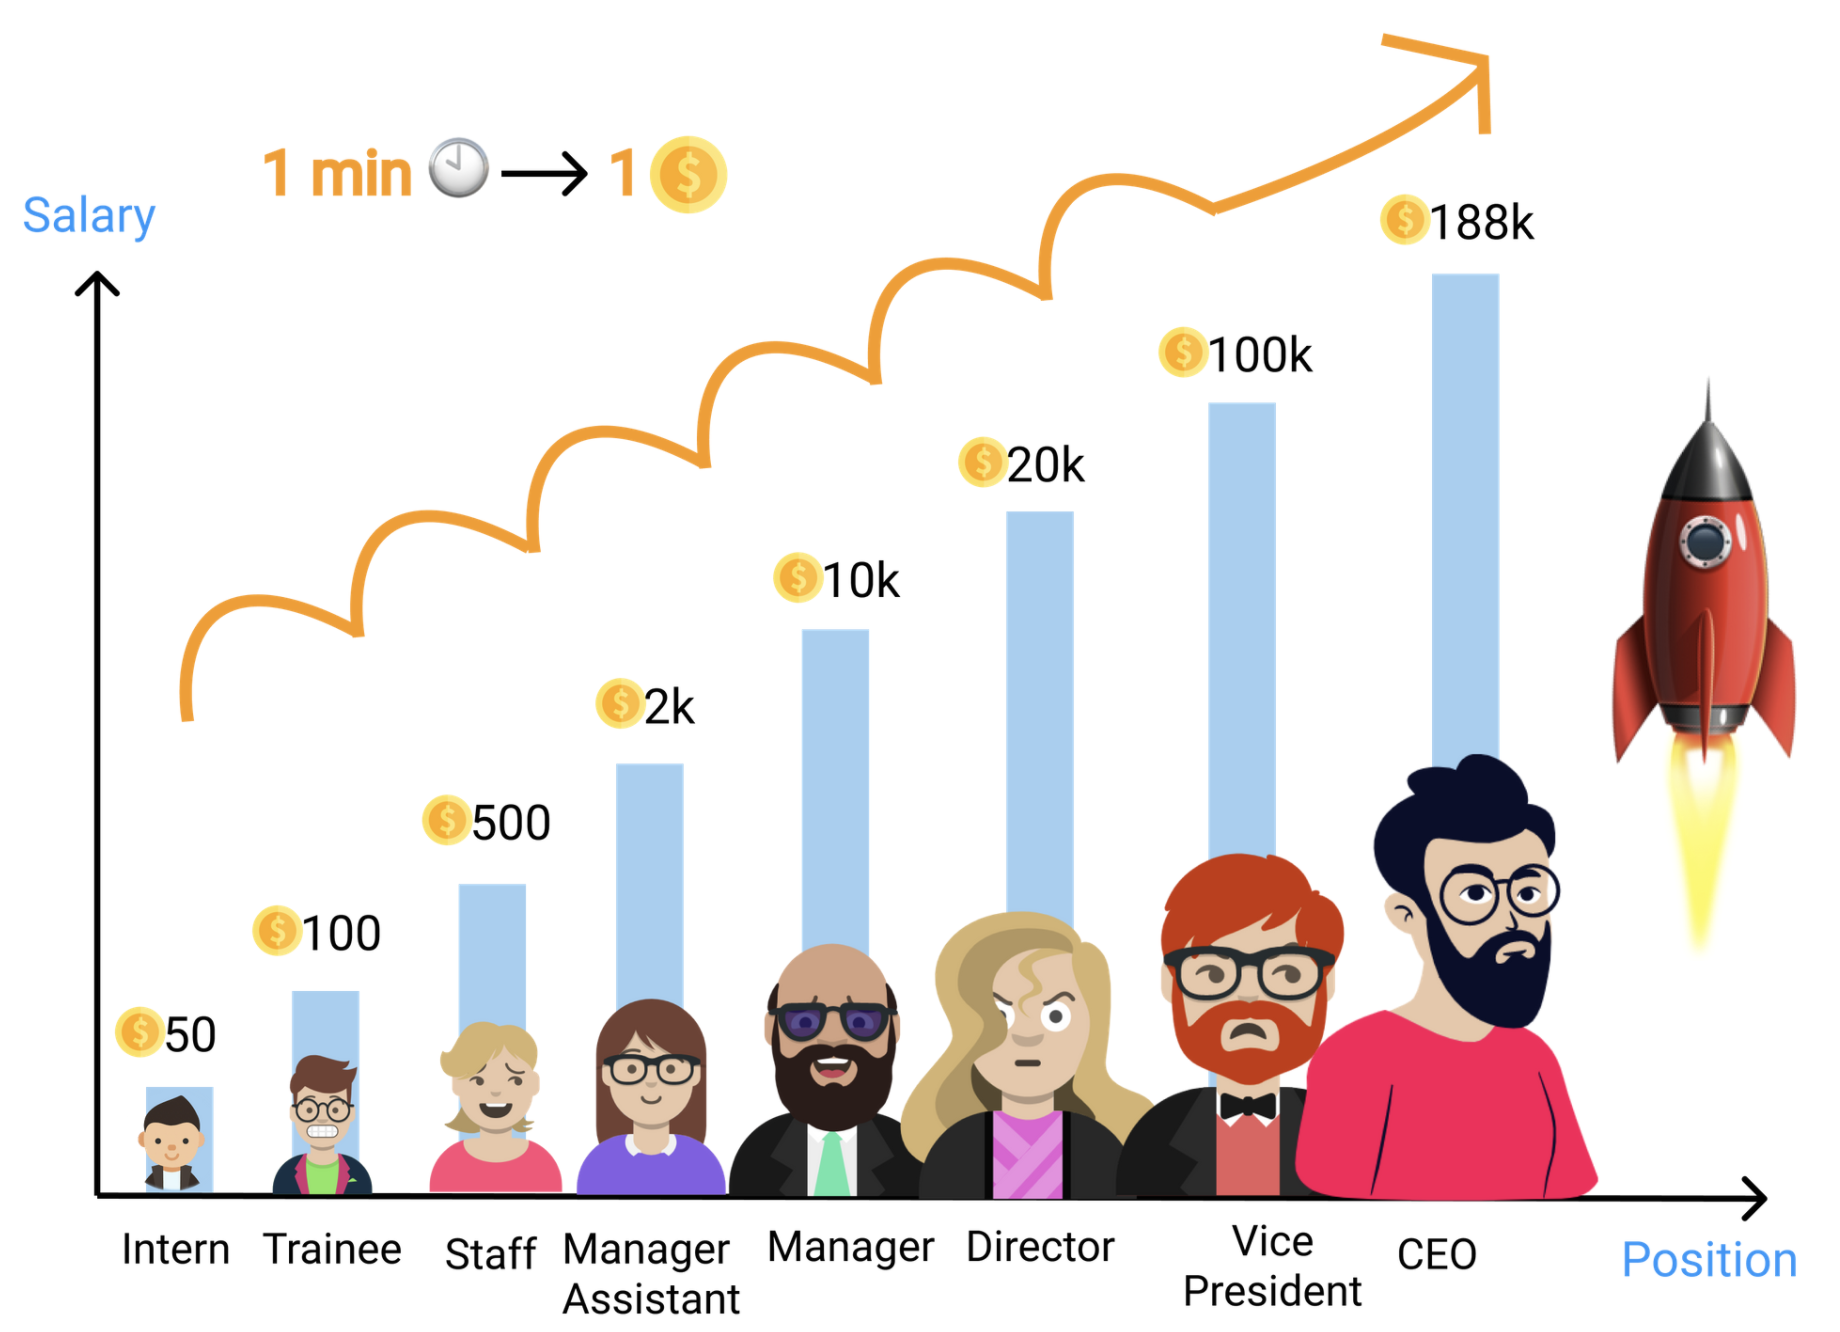 1 min → 1 $
Salary
$ 188k
$ 100k
$ 20k
$ 10k
$ 2k
$ 500
$ 100
$ 50
Intern
Trainee
Staff
Manager
Assistant
Manager
Director
Vice
President
CEO
Position